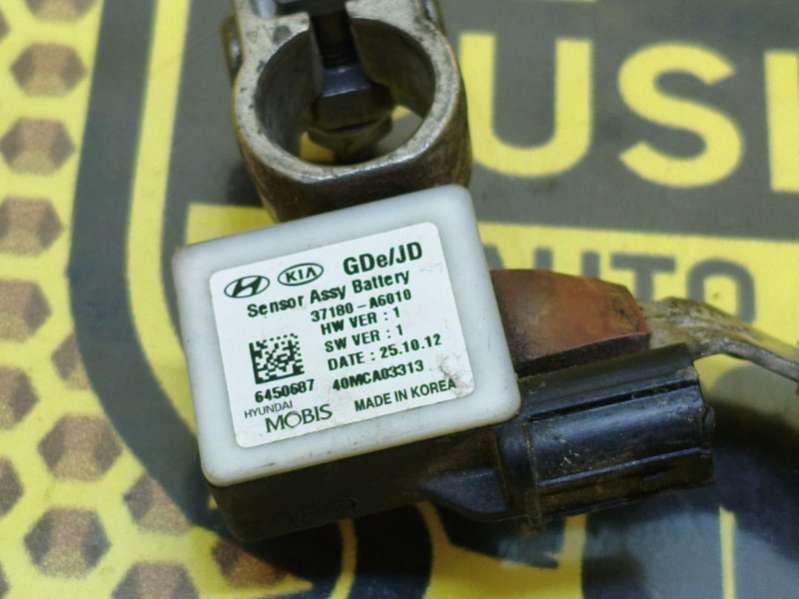 USI
AUTO
KIA GDe/JD
Sensor Assy Battery
37180-A6010
HW VER : 1
SW VER : 1
DATE : 25.10.12
6450687 40MCA03313
HYUNDAI
MOBIS MADE IN KOREA